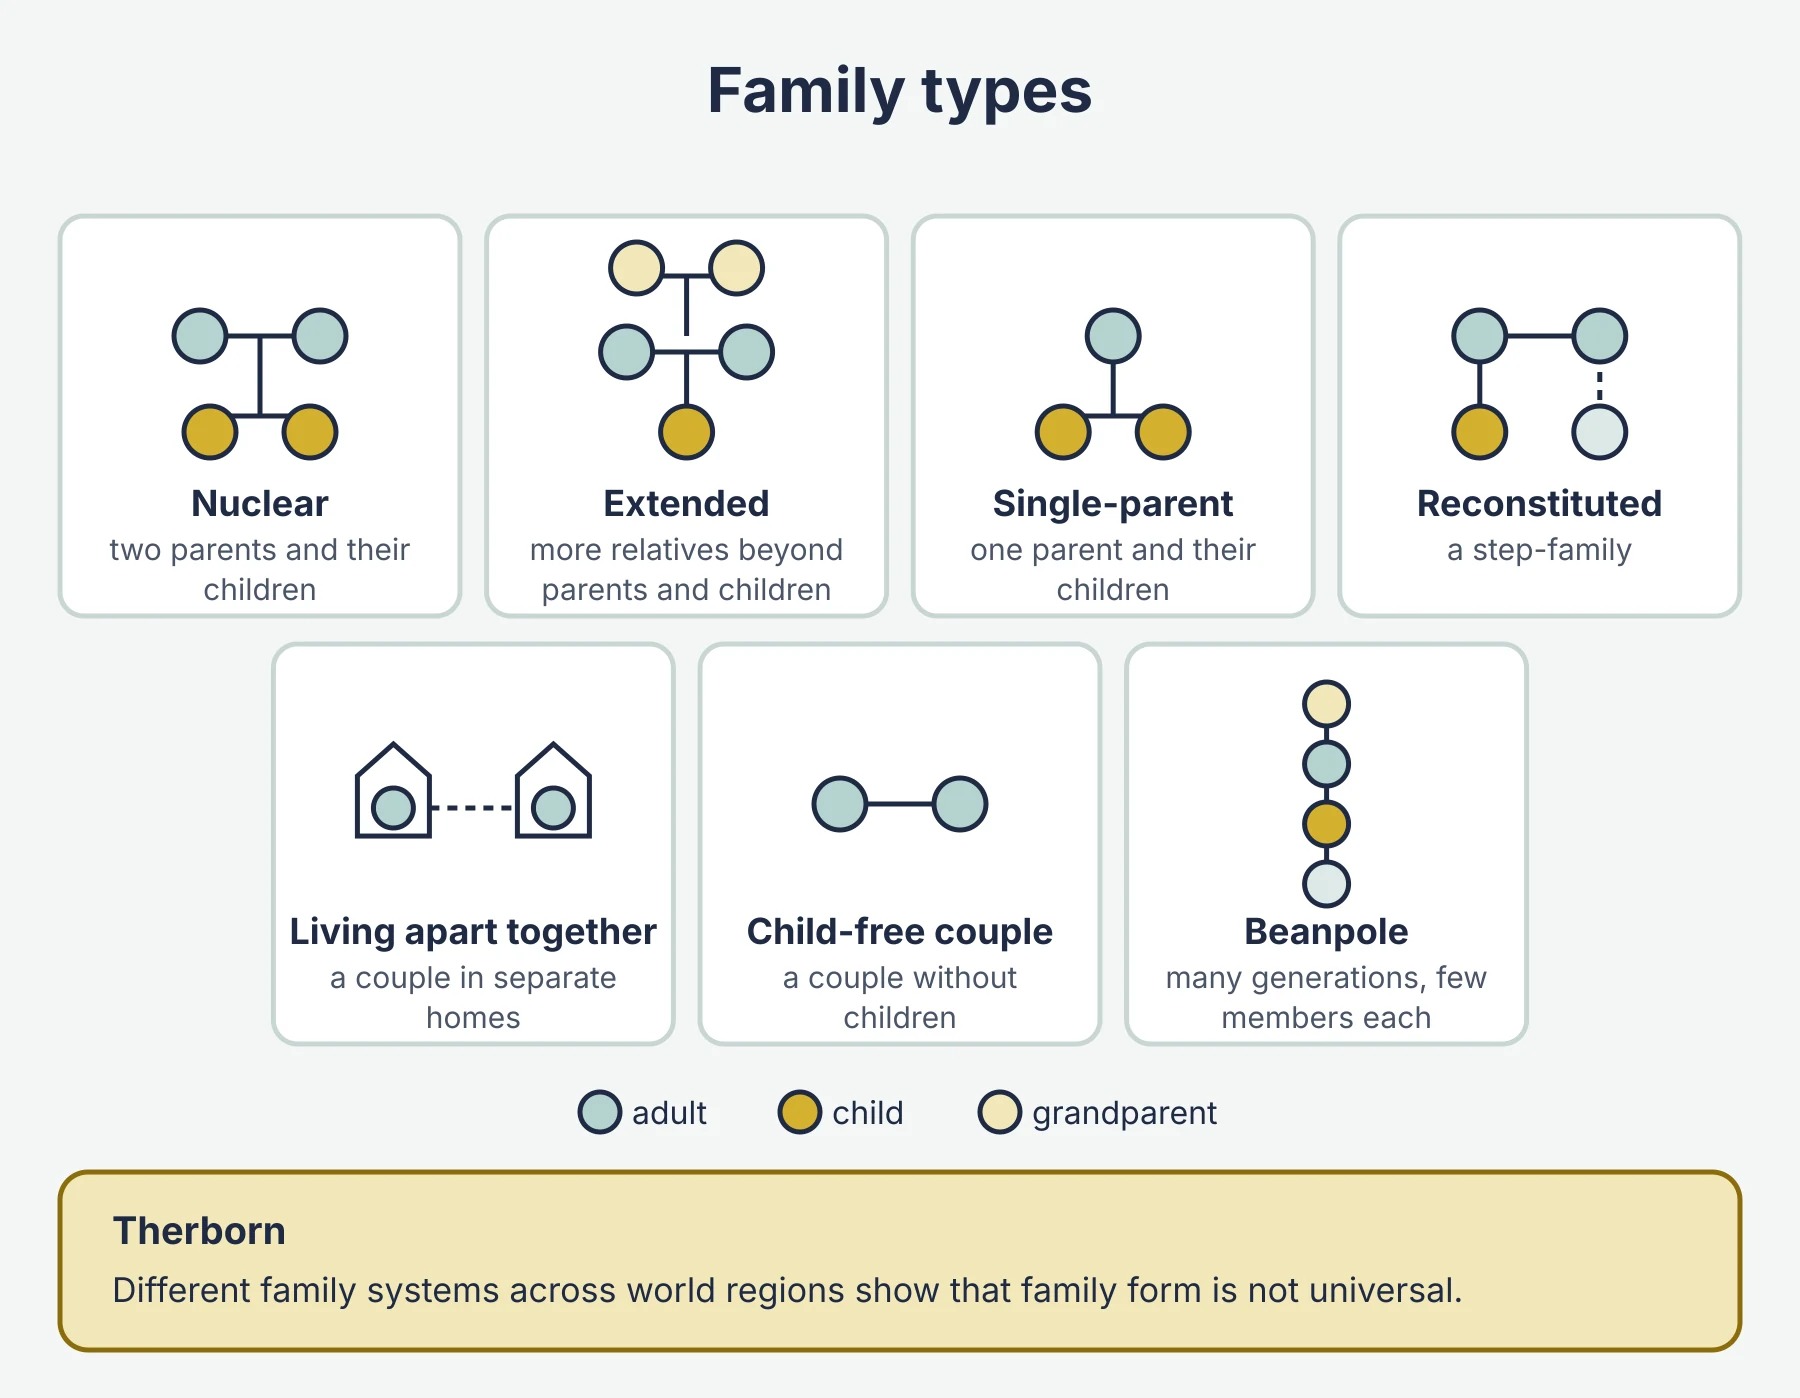 Family types
Nuclear
two parents and their
children
Extended
more relatives beyond
parents and children
Single-parent
one parent and their
children
Reconstituted
a step-family
Living apart together
a couple in separate
homes
Child-free couple
a couple without
children
Beanpole
many generations, few
members each
adult
child
grandparent
Therborn
Different family systems across world regions show that family form is not universal.